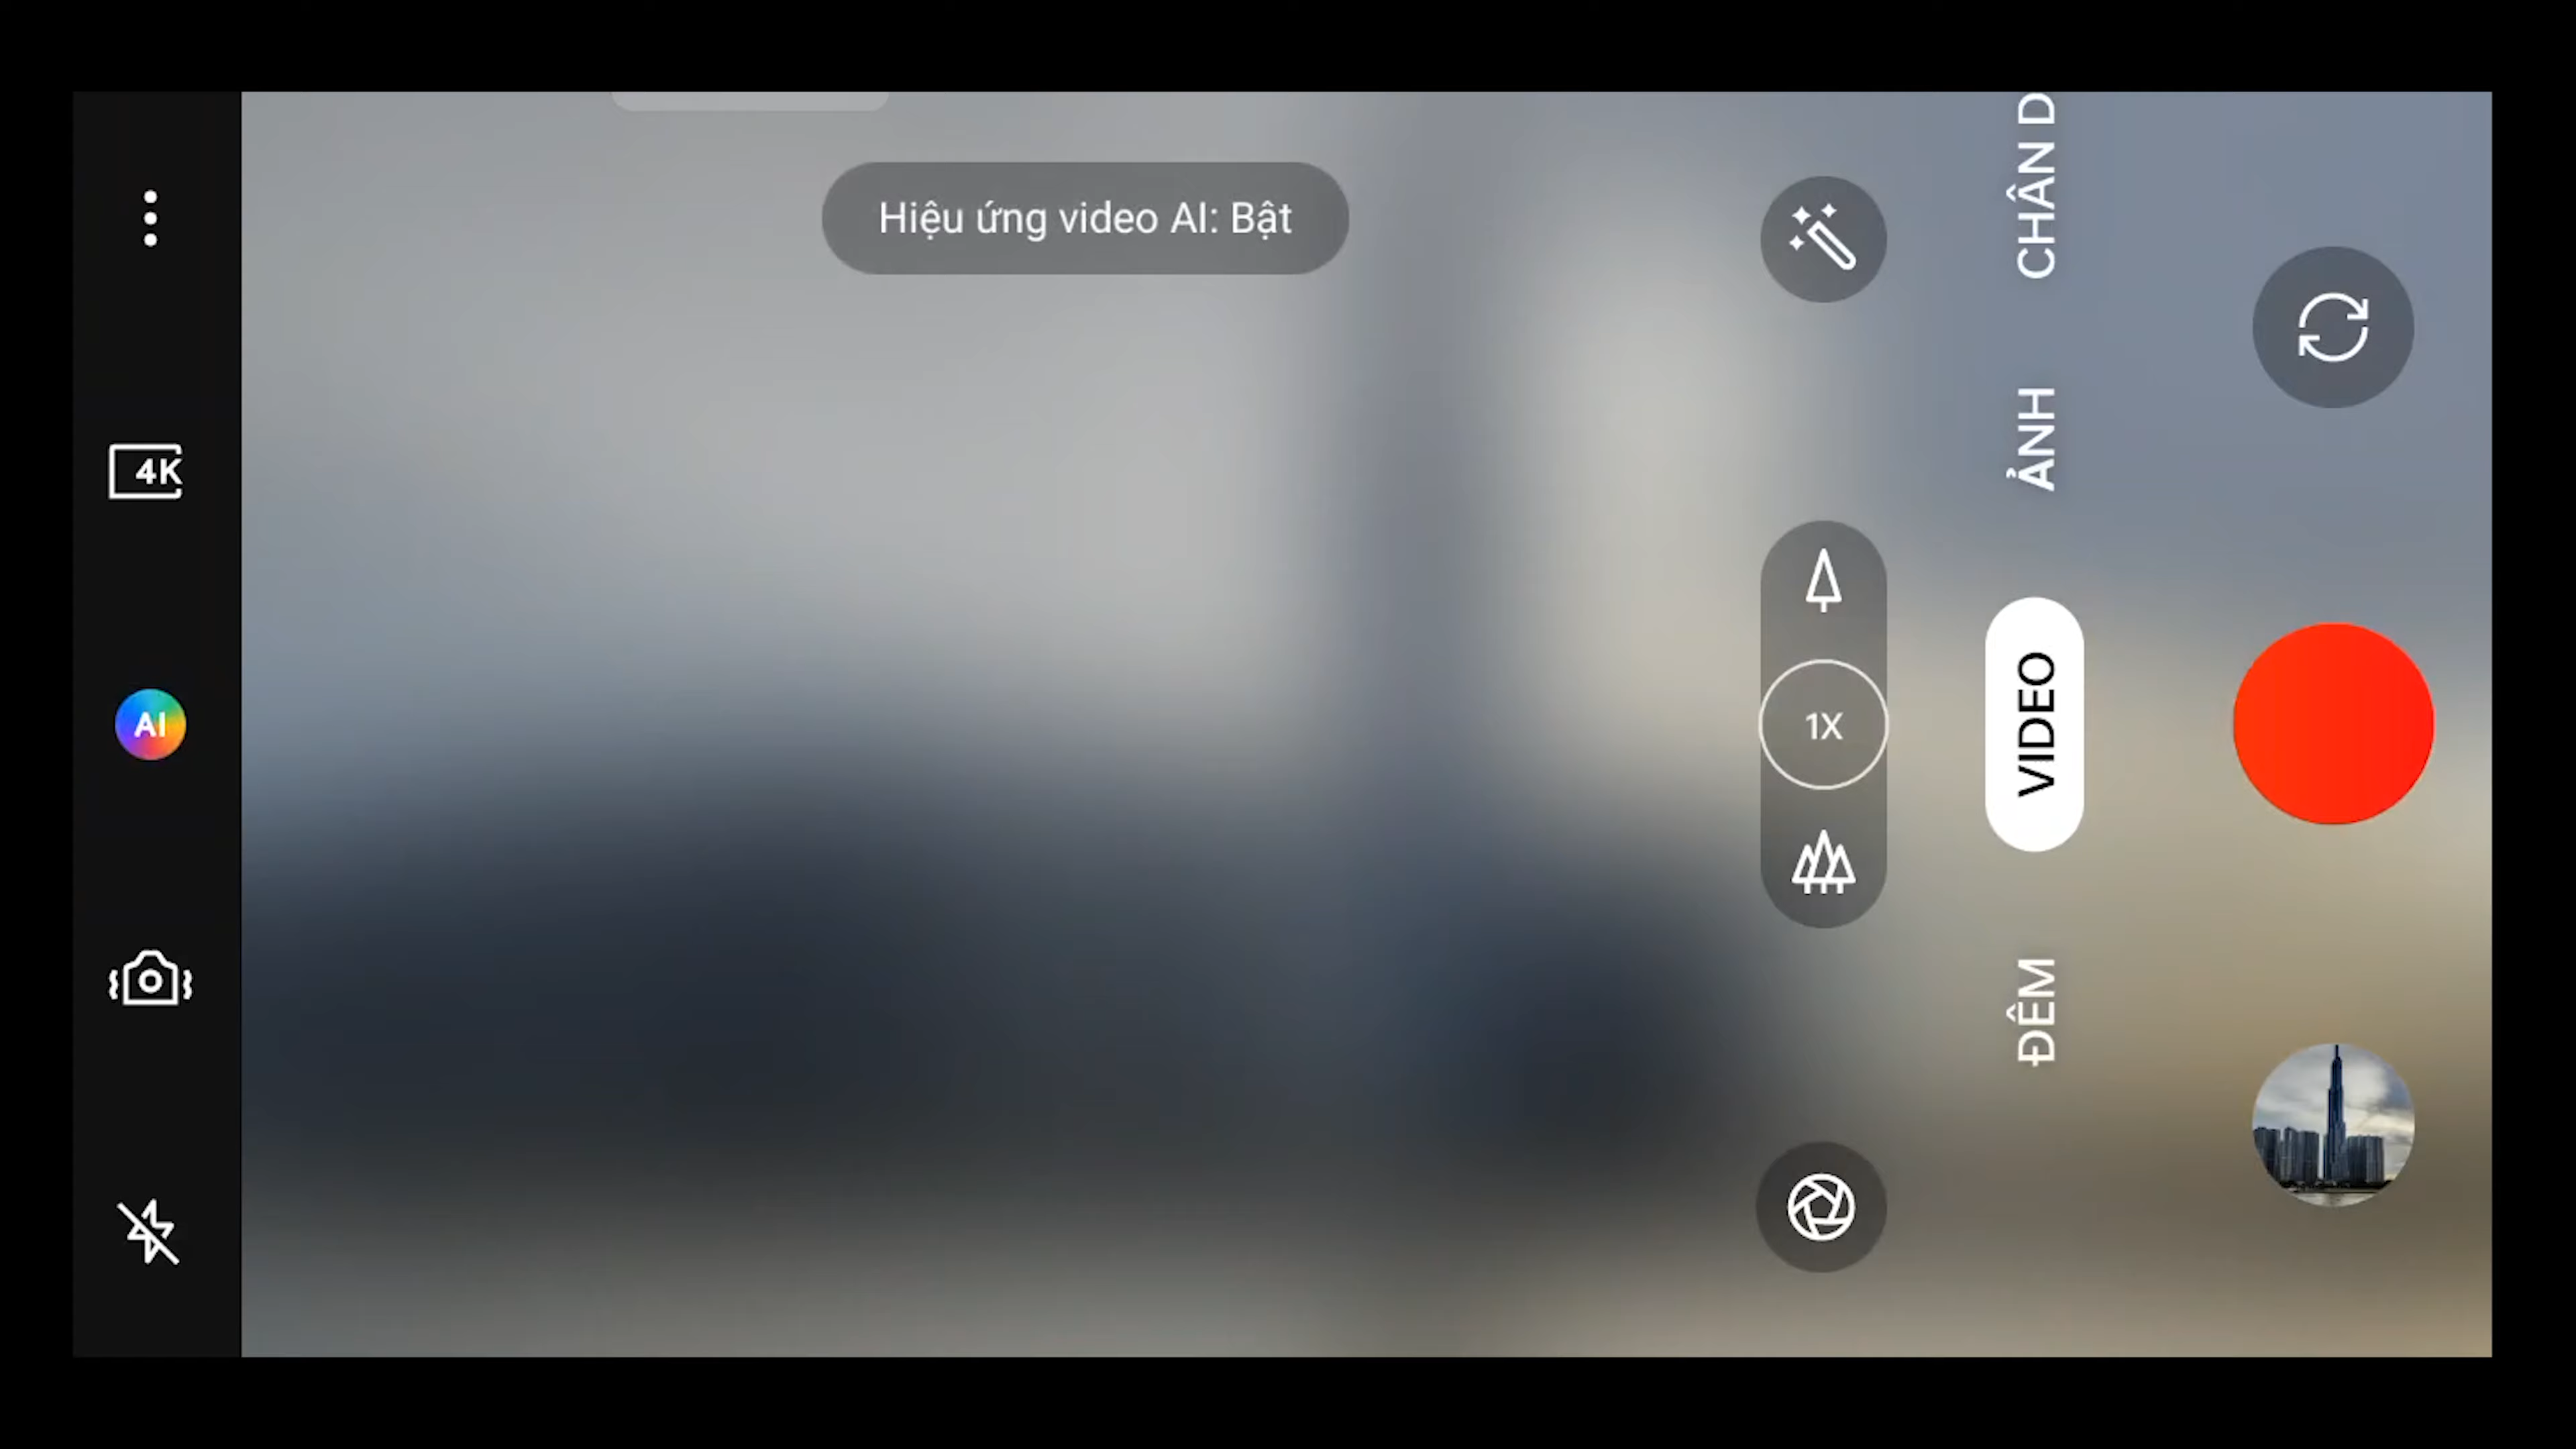 Hiệu ứng video AI: Bật
4K
AI
1X
CHÂN D
ẢNH
VIDEO
ĐÊM